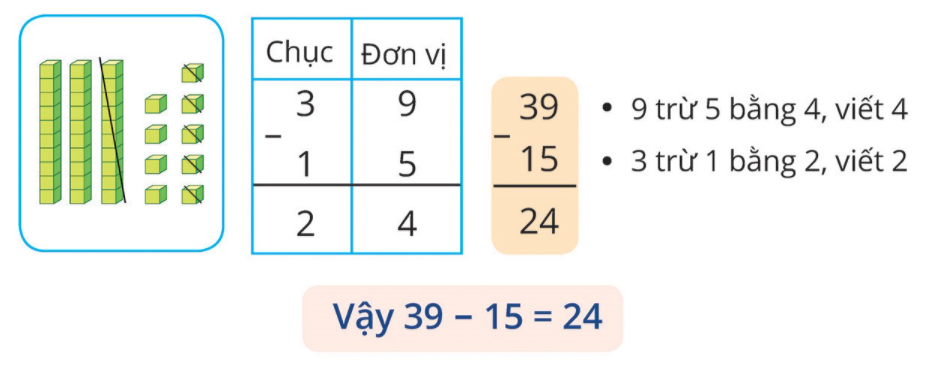 Chục Đơn vị
3 9
−
1 5
2 4
39
−
15
24
• 9 trừ 5 bằng 4, viết 4
• 3 trừ 1 bằng 2, viết 2
Vậy 39 − 15 = 24